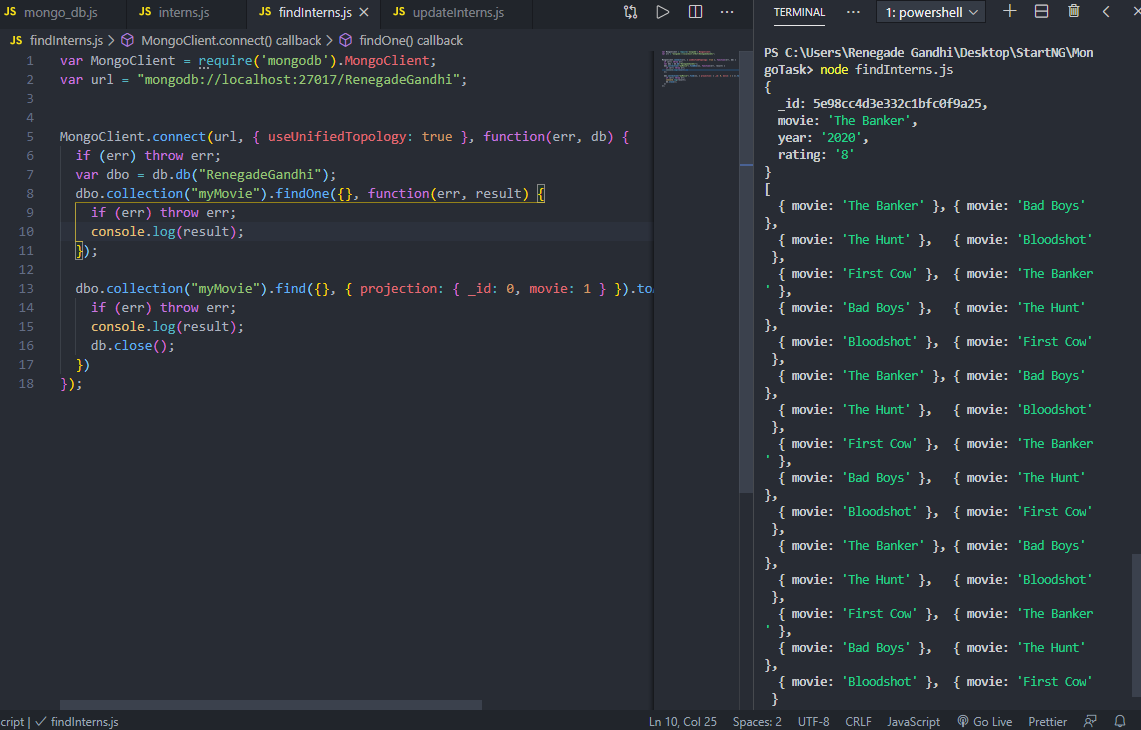 JS mongo_db.js JS interns.js JS findInterns.js JS updateInterns.js
JS findInterns.js > MongoClient.connect() callback > findOne() callback
1 var MongoClient = require('mongodb').MongoClient;
2 var url = "mongodb://localhost:27017/RenegadeGandhi";
3
4
5 MongoClient.connect(url, { useUnifiedTopology: true }, function(err, db) {
6 if (err) throw err;
7 var dbo = db.db("RenegadeGandhi");
8 dbo.collection("myMovie").findOne({}, function(err, result) {
9 if (err) throw err;
10 console.log(result);
11 });
12
13 dbo.collection("myMovie").find({}, { projection: { _id: 0, movie: 1 } }).to
14 if (err) throw err;
15 console.log(result);
16 db.close();
17 })
18 });
TERMINAL ··· 1: powershell
PS C:\Users\Renegade Gandhi\Desktop\StartNG\Mon
goTask> node findInterns.js
{
_id: 5e98cc4d3e332c1bfc0f9a25,
movie: 'The Banker',
year: '2020',
rating: '8'
}
[
{ movie: 'The Banker' }, { movie: 'Bad Boys'
},
{ movie: 'The Hunt' }, { movie: 'Bloodshot'
},
{ movie: 'First Cow' }, { movie: 'The Banker
' },
{ movie: 'Bad Boys' }, { movie: 'The Hunt'
},
{ movie: 'Bloodshot' }, { movie: 'First Cow'
},
{ movie: 'The Banker' }, { movie: 'Bad Boys'
},
{ movie: 'The Hunt' }, { movie: 'Bloodshot'
},
{ movie: 'First Cow' }, { movie: 'The Banker
' },
{ movie: 'Bad Boys' }, { movie: 'The Hunt'
},
{ movie: 'Bloodshot' }, { movie: 'First Cow'
},
{ movie: 'The Banker' }, { movie: 'Bad Boys'
},
{ movie: 'The Hunt' }, { movie: 'Bloodshot'
},
{ movie: 'First Cow' }, { movie: 'The Banker
' },
{ movie: 'Bad Boys' }, { movie: 'The Hunt'
},
{ movie: 'Bloodshot' }, { movie: 'First Cow'
}
cript | ✓ findInterns.js Ln 10, Col 25 Spaces: 2 UTF-8 CRLF JavaScript Go Live Prettier